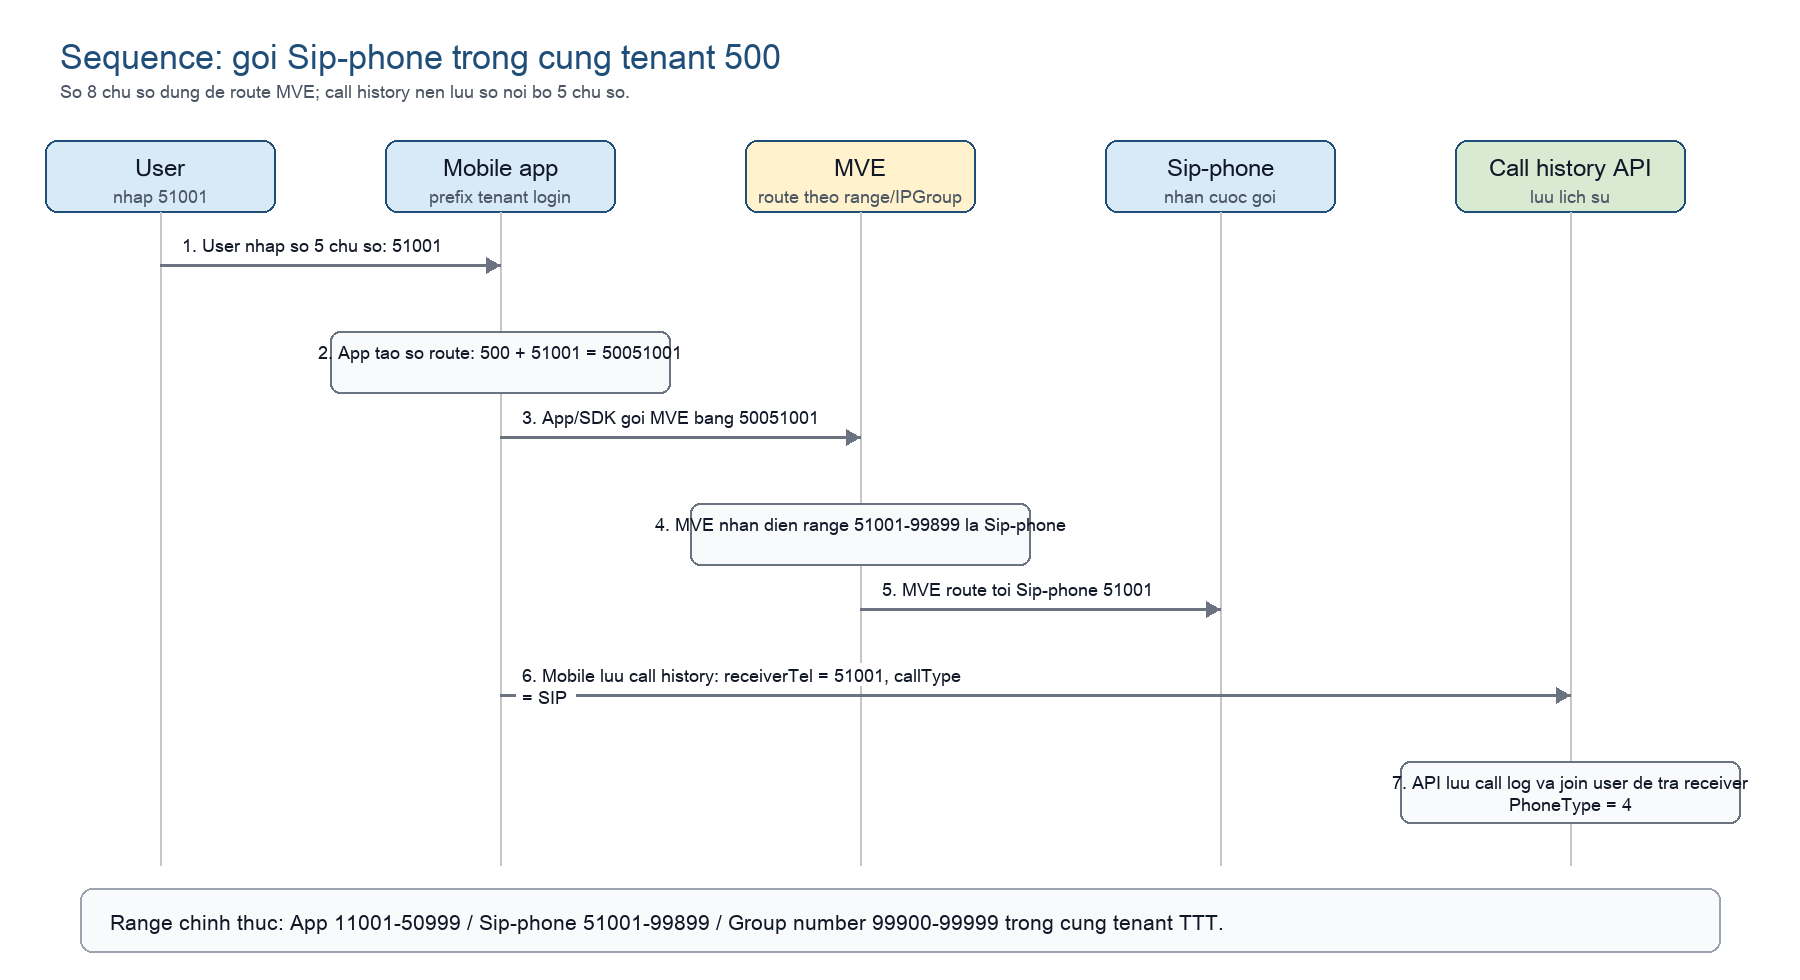 Sequence: goi Sip-phone trong cung tenant 500
So 8 chu so dung de route MVE; call history nen luu so noi bo 5 chu so.
User
nhap 51001
Mobile app
prefix tenant login
MVE
route theo range/IPGroup
Sip-phone
nhan cuoc goi
Call history API
luu lich su
1. User nhap so 5 chu so: 51001
2. App tao so route: 500 + 51001 = 50051001
3. App/SDK goi MVE bang 50051001
4. MVE nhan dien range 51001-99899 la Sip-phone
5. MVE route toi Sip-phone 51001
6. Mobile luu call history: receiverTel = 51001, callType
= SIP
7. API luu call log va join user de tra receiver
PhoneType = 4
Range chinh thuc: App 11001-50999 / Sip-phone 51001-99899 / Group number 99900-99999 trong cung tenant TTT.